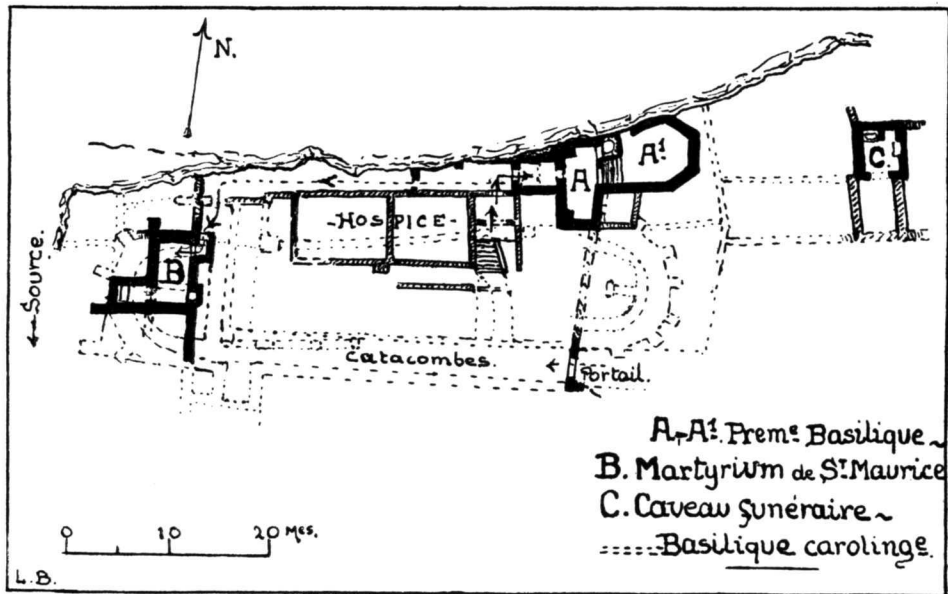 N.
A
A¹
C.
-HOSPICE-
B
←Source.
Catacombes.
Portail.
A-A¹. Premᵉ Basilique ~
B. Martyrium de Sᵗ Maurice
C. Caveau funéraire ~
Basilique carolingᵉ.
0 10 20 Mᵉˢ.
L.B.